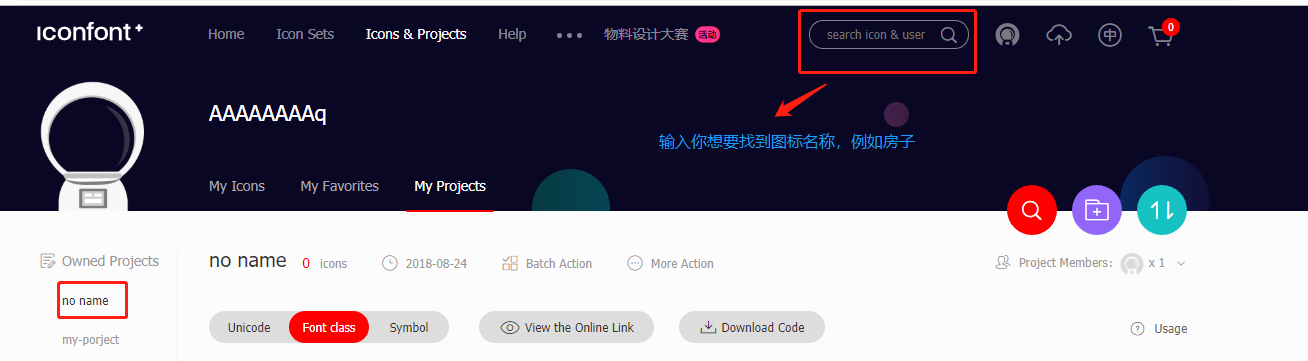 iconfont+ Home Icon Sets Icons & Projects Help 物料设计大赛 活动 search icon & user 中 0
AAAAAAAAq
输入你想要找到图标名称，例如房子
My Icons My Favorites My Projects
Owned Projects no name 0 icons 2018-08-24 Batch Action More Action Project Members: x 1
no name
Unicode Font class Symbol View the Online Link Download Code Usage
my-porject